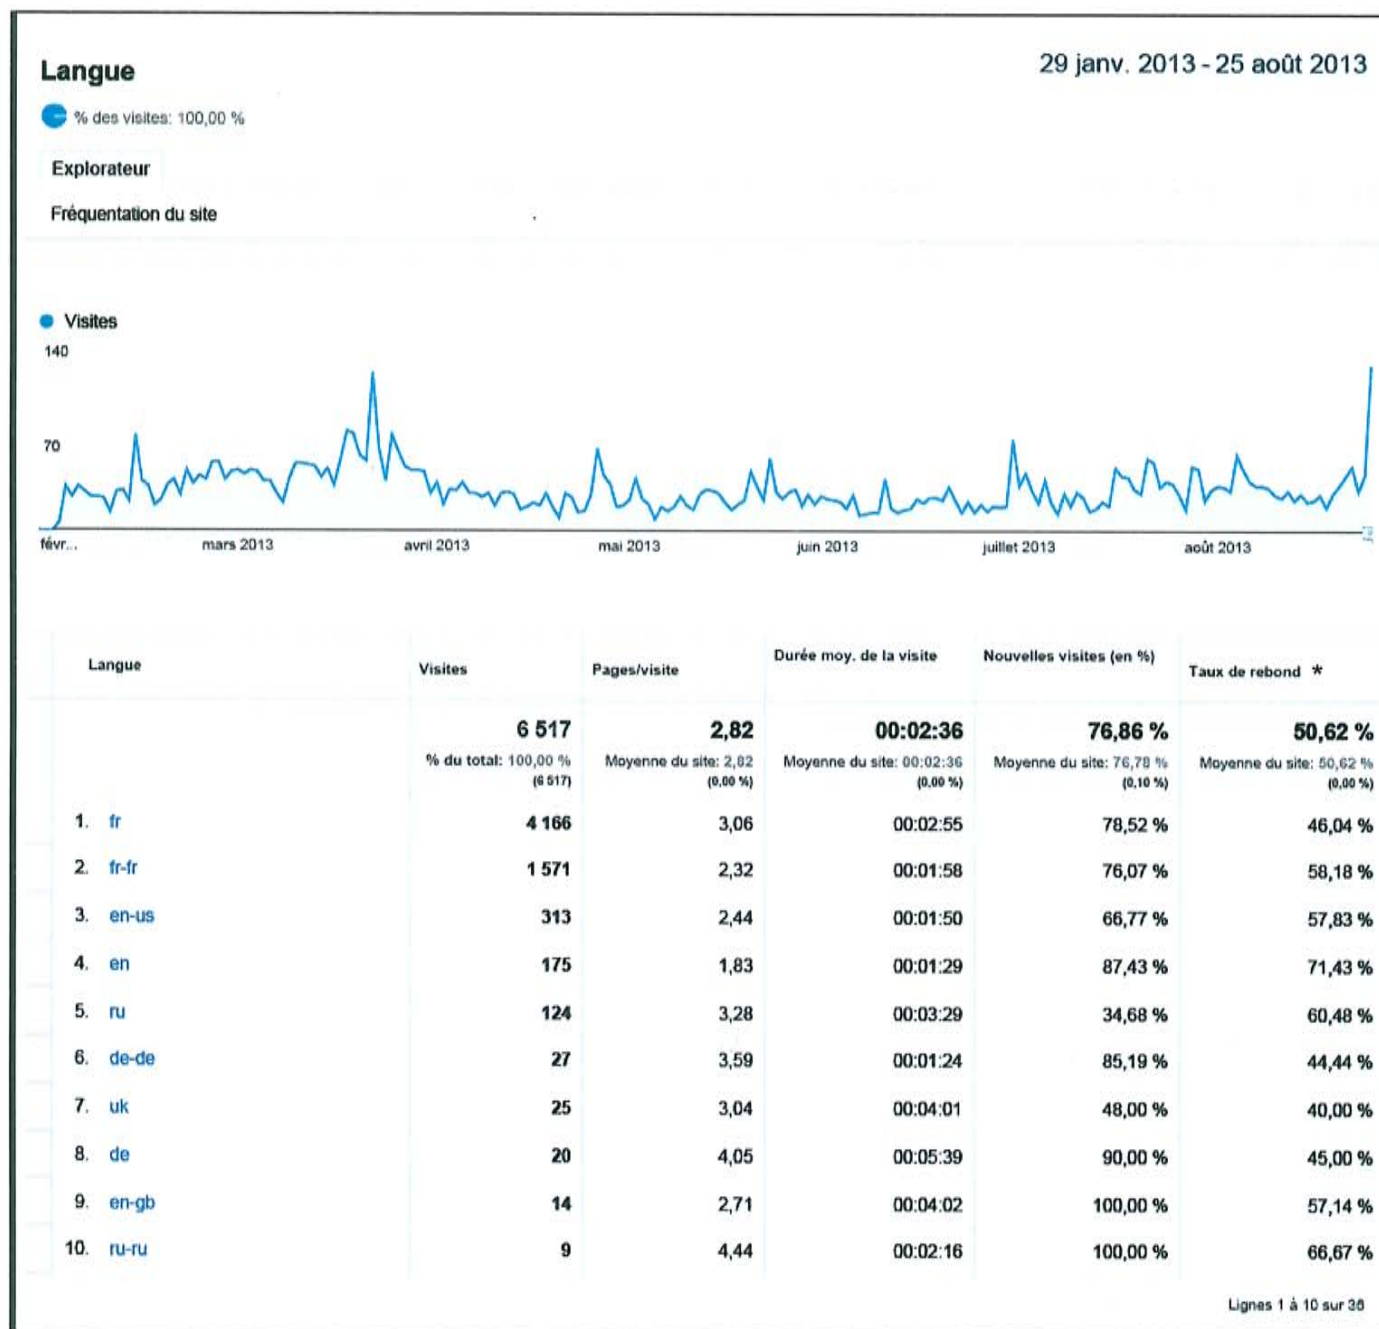 Langue
29 janv. 2013 - 25 août 2013
% des visites: 100,00 %
Explorateur
Fréquentation du site
Visites
140
70
févr...
mars 2013
avril 2013
mai 2013
juin 2013
juillet 2013
août 2013
Langue Visites Pages/visite Durée moy. de la visite Nouvelles visites (en %) Taux de rebond *
6 517 2,82 00:02:36 76,86 % 50,62 %
% du total: 100,00 % Moyenne du site: 2,82 Moyenne du site: 00:02:36 Moyenne du site: 76,78 % Moyenne du site: 50,62 %
(6 517) (0,00 %) (0,00 %) (0,10 %) (0,00 %)
1. fr 4 166 3,06 00:02:55 78,52 % 46,04 %
2. fr-fr 1 571 2,32 00:01:58 76,07 % 58,18 %
3. en-us 313 2,44 00:01:50 66,77 % 57,83 %
4. en 175 1,83 00:01:29 87,43 % 71,43 %
5. ru 124 3,28 00:03:29 34,68 % 60,48 %
6. de-de 27 3,59 00:01:24 85,19 % 44,44 %
7. uk 25 3,04 00:04:01 48,00 % 40,00 %
8. de 20 4,05 00:05:39 90,00 % 45,00 %
9. en-gb 14 2,71 00:04:02 100,00 % 57,14 %
10. ru-ru 9 4,44 00:02:16 100,00 % 66,67 %
Lignes 1 à 10 sur 36